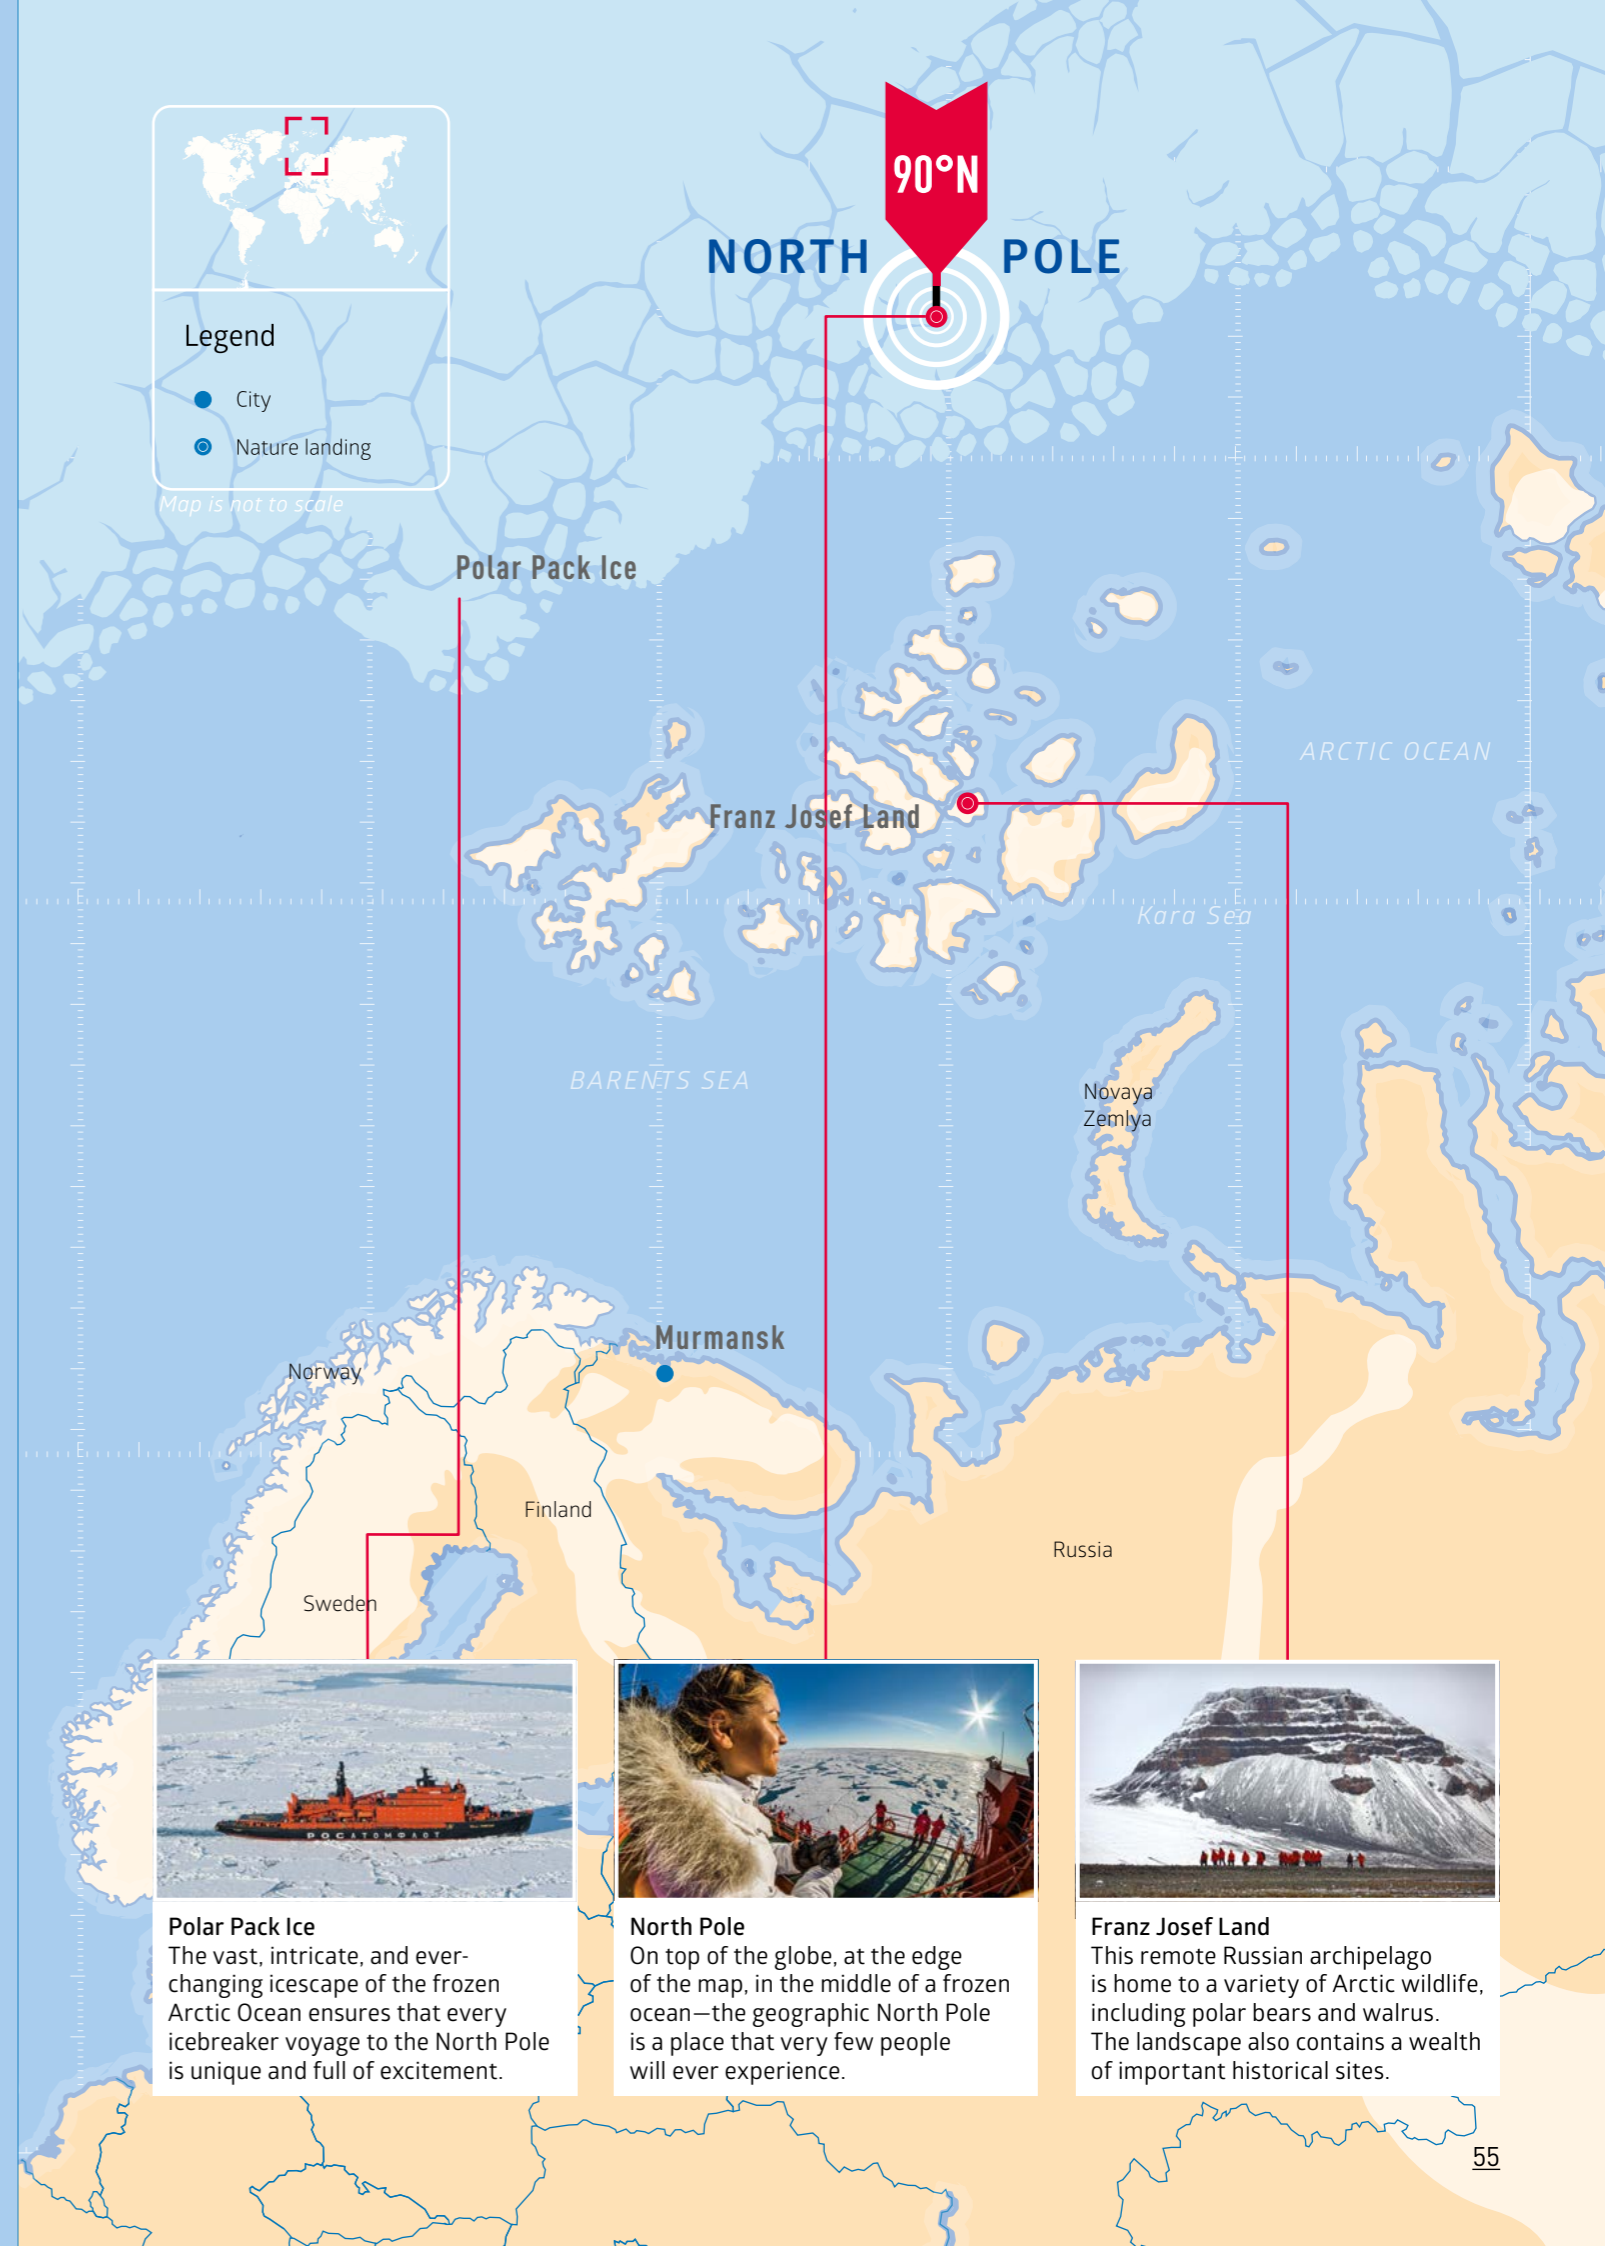 90°N
NORTH POLE
Legend
City
Nature landing
Map is not to scale
Polar Pack Ice
ARCTIC OCEAN
Franz Josef Land
Kara Sea
BARENTS SEA
Novaya
Zemlya
Murmansk
Norway
Finland
Russia
Sweden
РОСАТОМФЛОТ
Polar Pack Ice
The vast, intricate, and ever-
changing icescape of the frozen
Arctic Ocean ensures that every
icebreaker voyage to the North Pole
is unique and full of excitement.
North Pole
On top of the globe, at the edge
of the map, in the middle of a frozen
ocean—the geographic North Pole
is a place that very few people
will ever experience.
Franz Josef Land
This remote Russian archipelago
is home to a variety of Arctic wildlife,
including polar bears and walrus.
The landscape also contains a wealth
of important historical sites.
55